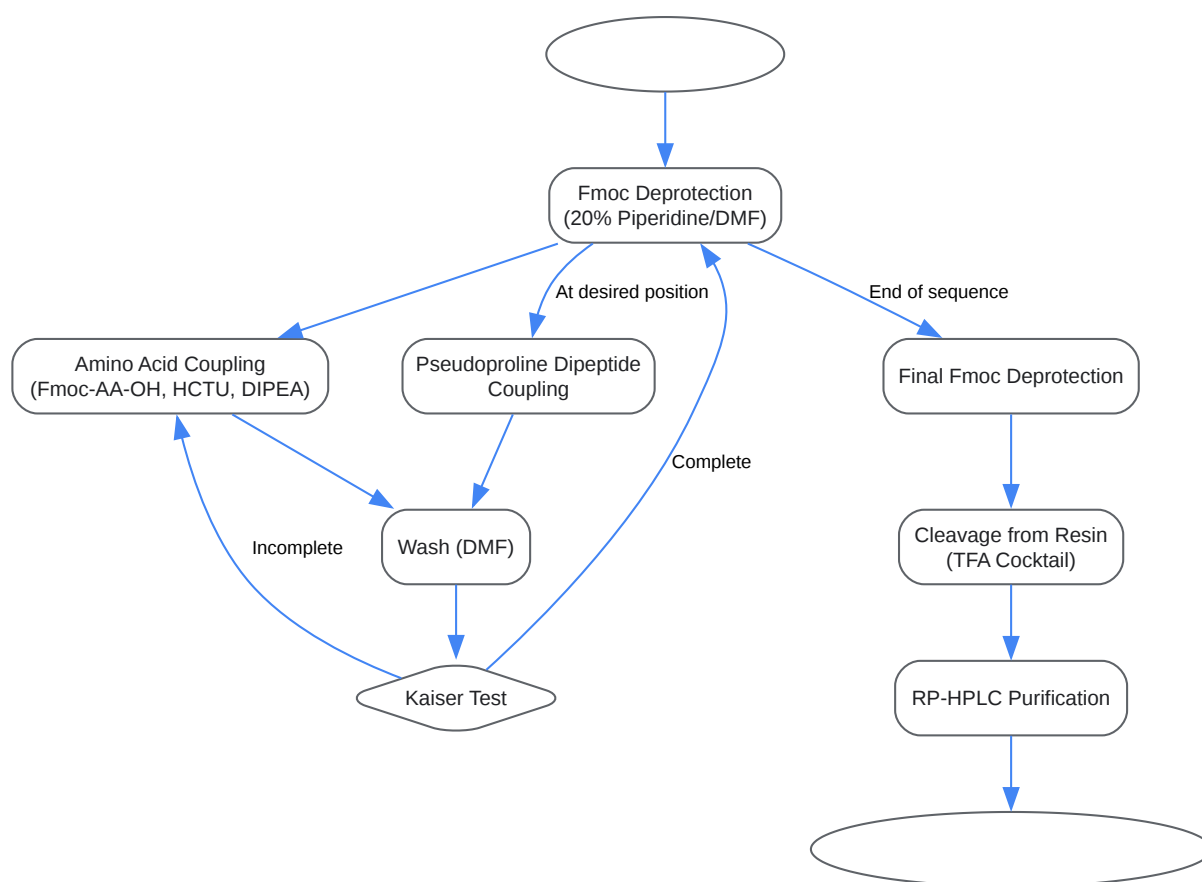 Fmoc Deprotection
(20% Piperidine/DMF)
At desired position
End of sequence
Amino Acid Coupling
(Fmoc-AA-OH, HCTU, DIPEA)
Pseudoproline Dipeptide
Coupling
Final Fmoc Deprotection
Complete
Incomplete
Wash (DMF)
Cleavage from Resin
(TFA Cocktail)
Kaiser Test
RP-HPLC Purification